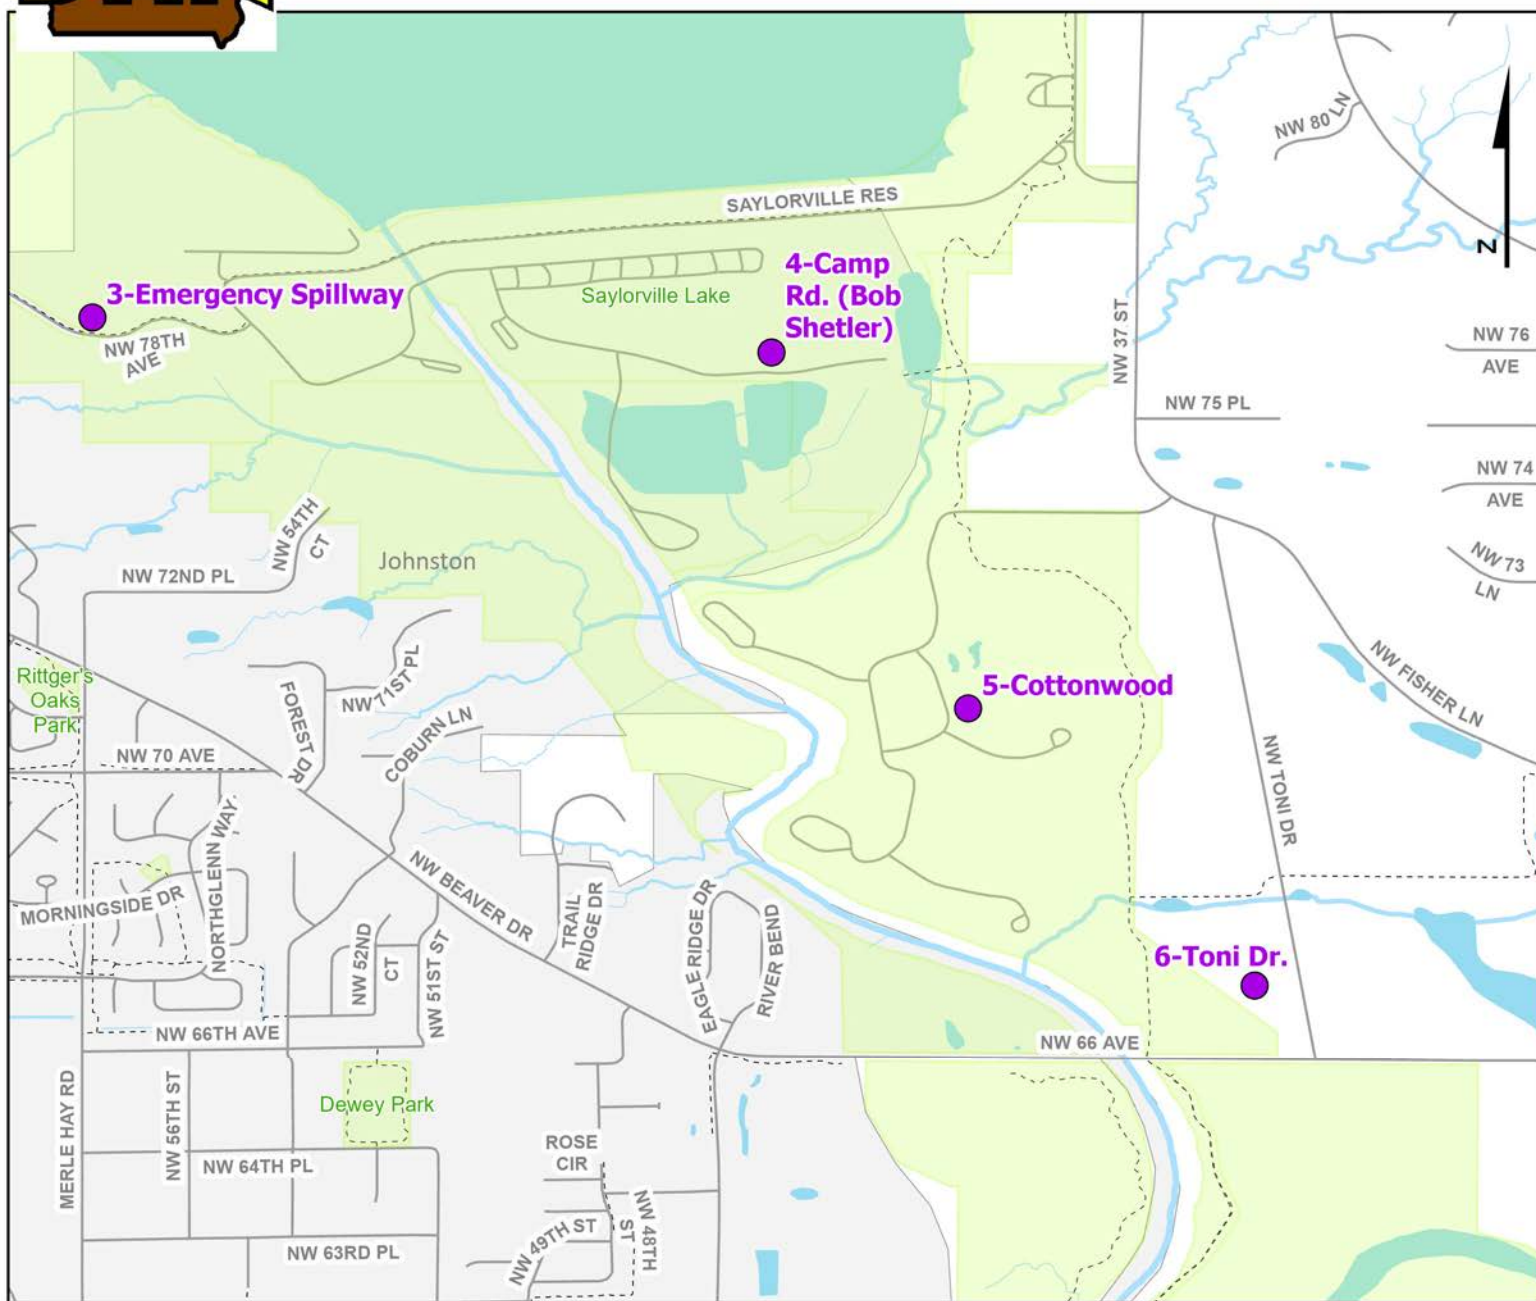 SAYLORVILLE RES
NW 80 LN
N
3-Emergency Spillway
NW 78TH
AVE
Saylorville Lake
4-Camp
Rd. (Bob
Shetler)
NW 37 ST
NW 76
AVE
NW 75 PL
NW 74
AVE
NW 73
LN
NW 54TH
CT
Johnston
NW 72ND PL
Rittger's
Oaks
Park
FOREST DR
NW 71ST PL
COBURN LN
NW 70 AVE
5-Cottonwood
NW FISHER LN
NW TONI DR
NORTHGLENN WAY
MORNINGSIDE DR
NW BEAVER DR
NW 52ND
CT
NW 51ST ST
TRAIL
RIDGE DR
EAGLE RIDGE DR
RIVER BEND
6-Toni Dr.
NW 66TH AVE
NW 66 AVE
MERLE HAY RD
NW 56TH ST
Dewey Park
NW 64TH PL
ROSE
CIR
NW 63RD PL
NW 49TH ST
NW 48TH
ST